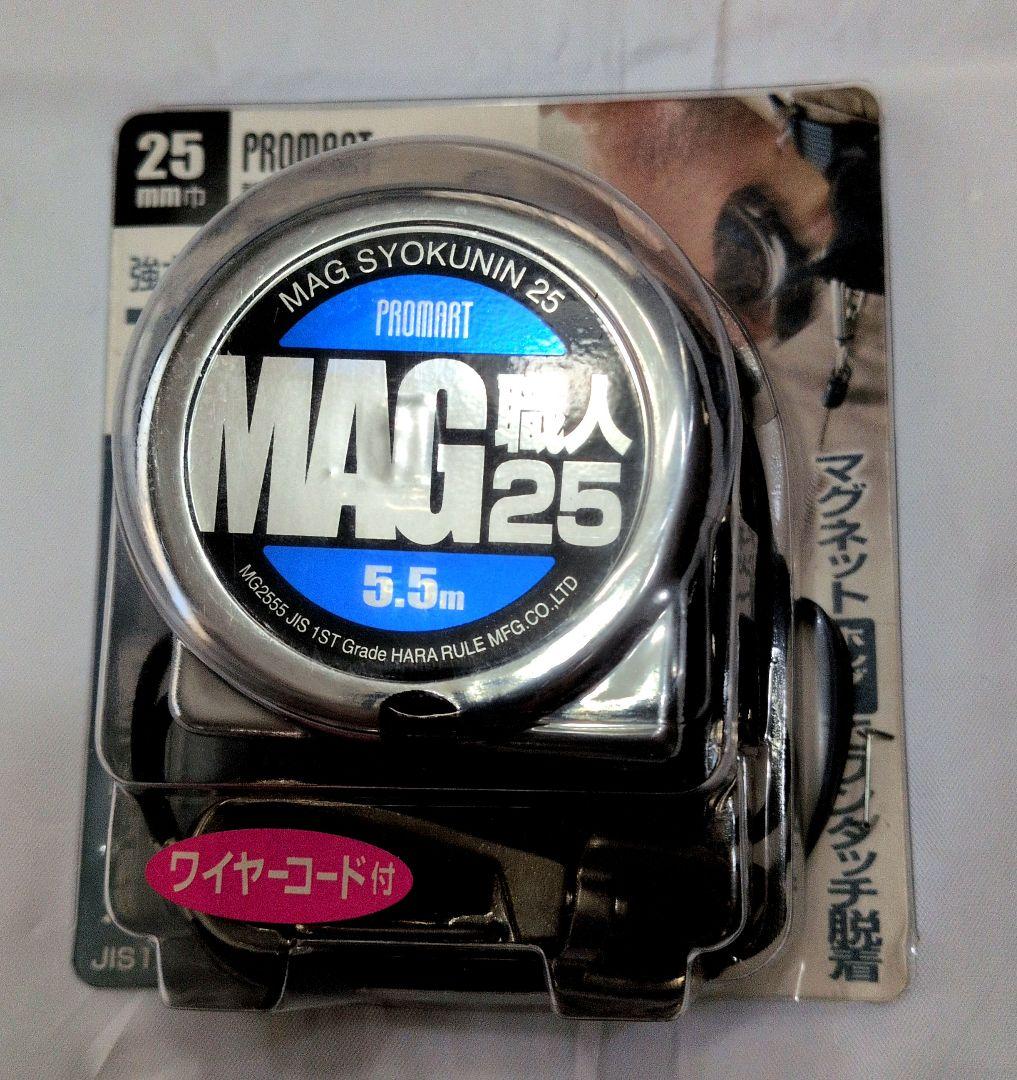 25
mm巾
PROMART
強
MAG SYOKUNIN 25
PROMART
MAG職人
25
5.5m
MG2555 JIS 1ST Grade HARA RULE MFG.CO.,LTD
マグネット
ワンタッチ脱着
ワイヤーコード付
JIS1